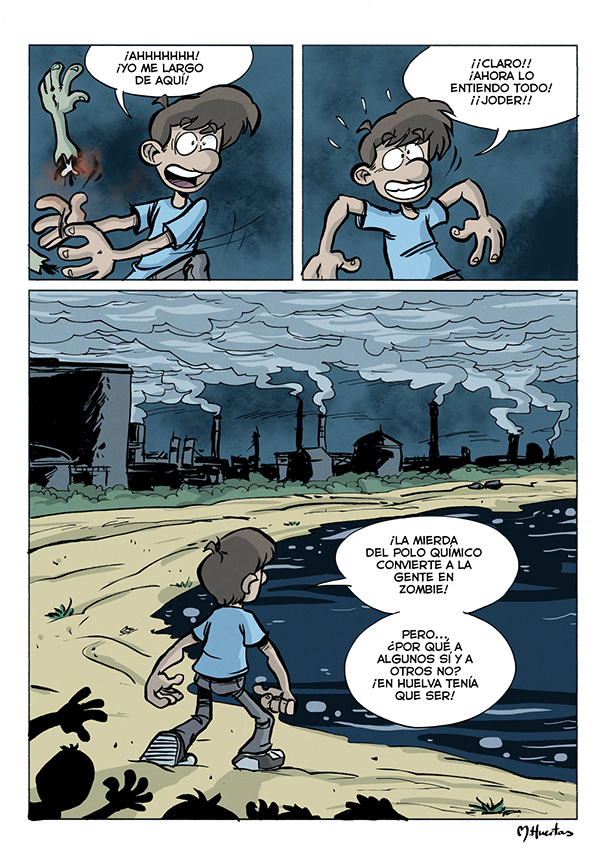 ¡AHHHHHHH!
¡YO ME LARGO
DE AQUÍ!
¡¡CLARO!!
¡AHORA LO
ENTIENDO TODO!
¡¡JODER!!
¡LA MIERDA
DEL POLO QUÍMICO
CONVIERTE A LA
GENTE EN
ZOMBIE!
PERO...
¿POR QUÉ A
ALGUNOS SÍ Y A
OTROS NO?
¡EN HUELVA TENÍA
QUE SER!
M.Huertas